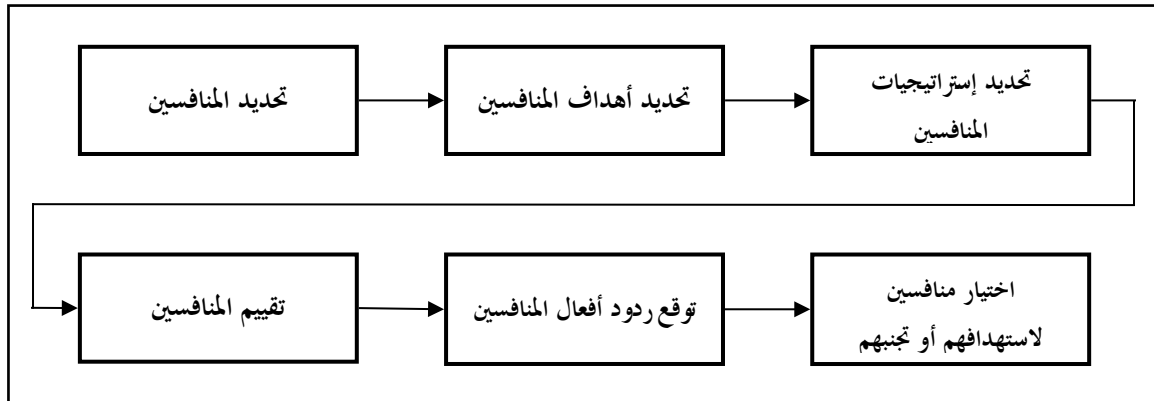 تحديد المنافسين
تحديد أهداف المنافسين
تحديد إستراتيجيات
المنافسين
تقييم المنافسين
توقع ردود أفعال المنافسين
اختيار منافسين
لاستهدافهم أو تجنبهم